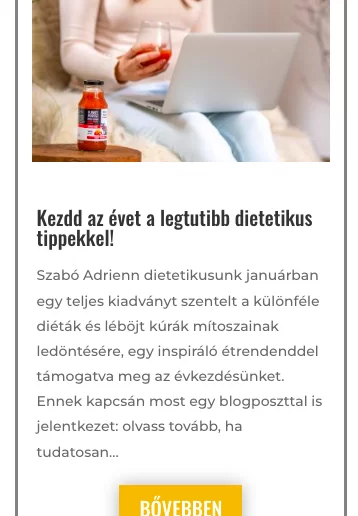 Kezdd az évet a legtutibb dietetikus
tippekkel!
Szabó Adrienn dietetikusunk januárban
egy teljes kiadványt szentelt a különféle
diéták és léböjt kúrák mítoszainak
ledöntésére, egy inspiráló étrendenddel
támogatva meg az évkezdésünket.
Ennek kapcsán most egy blogposzttal is
jelentkezet: olvass tovább, ha
tudatosan...
BŐVEBBEN